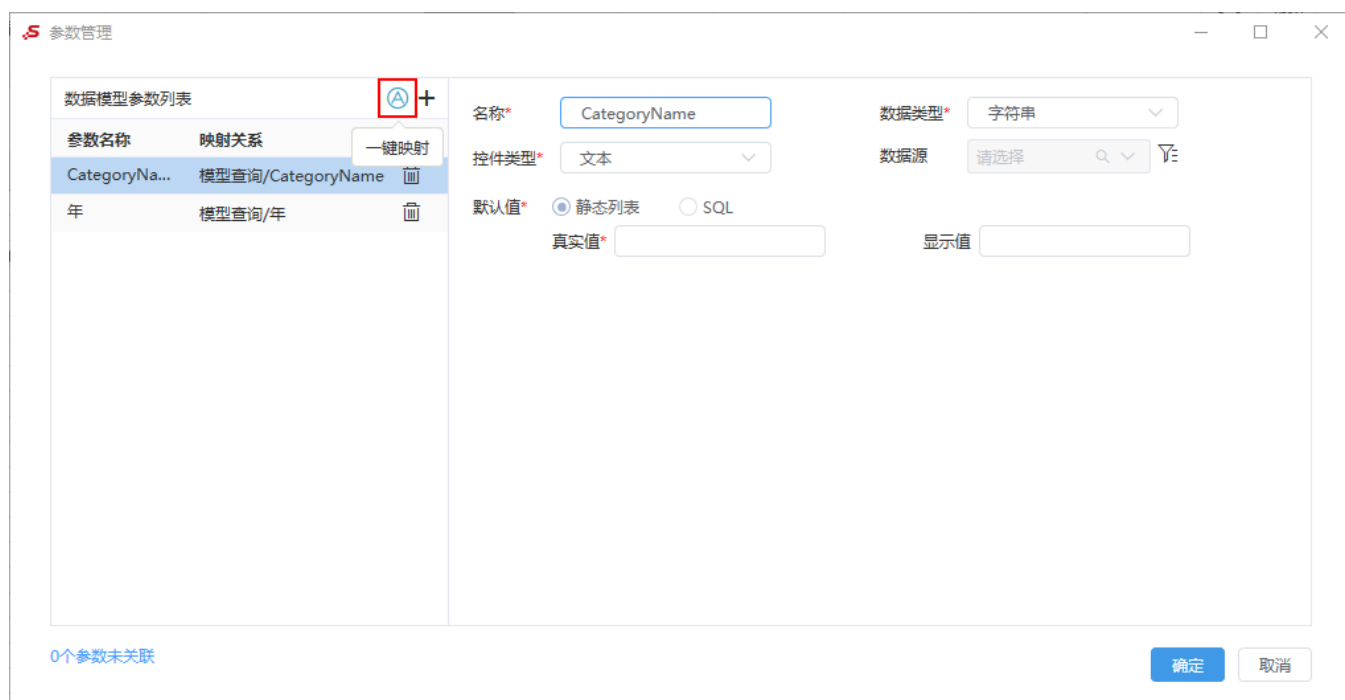 参数管理
数据模型参数列表
参数名称 映射关系
一键映射
CategoryNa... 模型查询/CategoryName
年 模型查询/年
名称* CategoryName 数据类型* 字符串
控件类型* 文本 数据源 请选择
默认值* 静态列表 SQL
真实值* 显示值
0个参数未关联
确定 取消